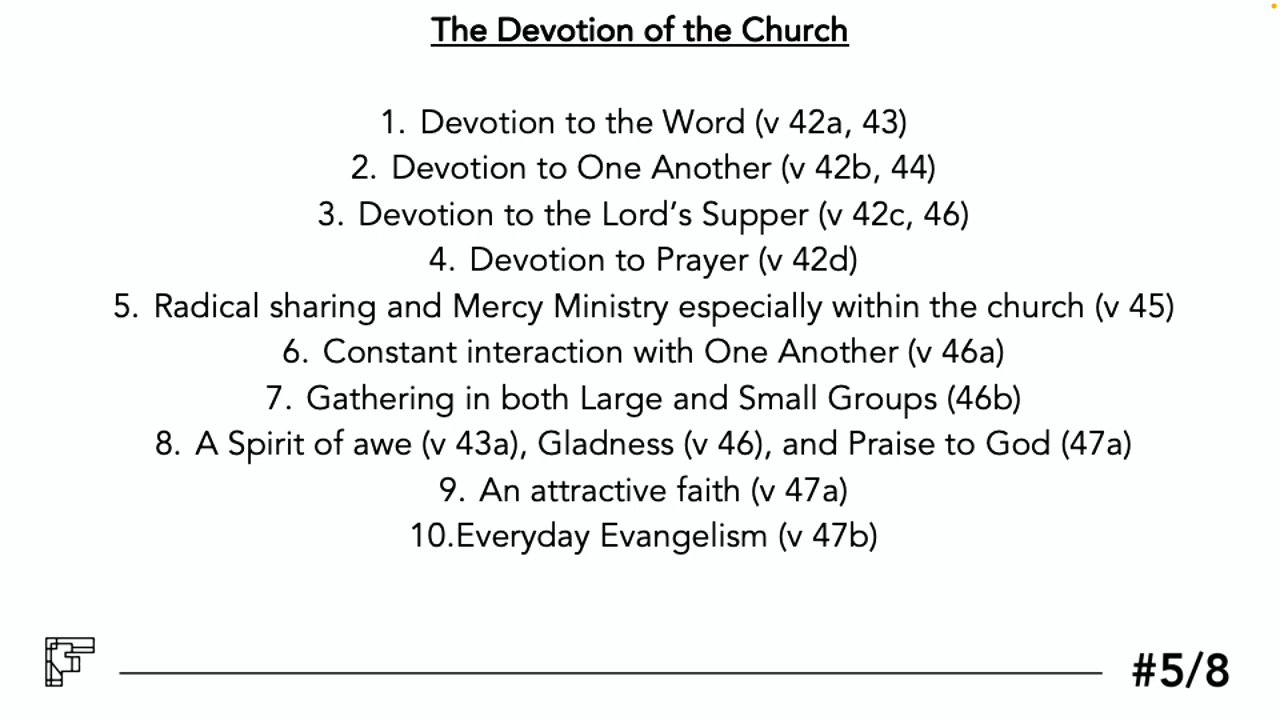 The Devotion of the Church
1. Devotion to the Word (v 42a, 43)
2. Devotion to One Another (v 42b, 44)
3. Devotion to the Lord’s Supper (v 42c, 46)
4. Devotion to Prayer (v 42d)
5. Radical sharing and Mercy Ministry especially within the church (v 45)
6. Constant interaction with One Another (v 46a)
7. Gathering in both Large and Small Groups (46b)
8. A Spirit of awe (v 43a), Gladness (v 46), and Praise to God (47a)
9. An attractive faith (v 47a)
10.Everyday Evangelism (v 47b)
#5/8